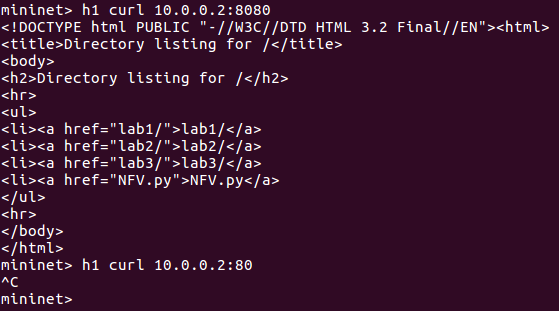 mininet> h1 curl 10.0.0.2:8080
<!DOCTYPE html PUBLIC "-//W3C//DTD HTML 3.2 Final//EN"><html>
<title>Directory listing for /</title>
<body>
<h2>Directory listing for /</h2>
<hr>
<ul>
<li><a href="lab1/">lab1/</a>
<li><a href="lab2/">lab2/</a>
<li><a href="lab3/">lab3/</a>
<li><a href="NFV.py">NFV.py</a>
</ul>
<hr>
</body>
</html>
mininet> h1 curl 10.0.0.2:80
^C
mininet>